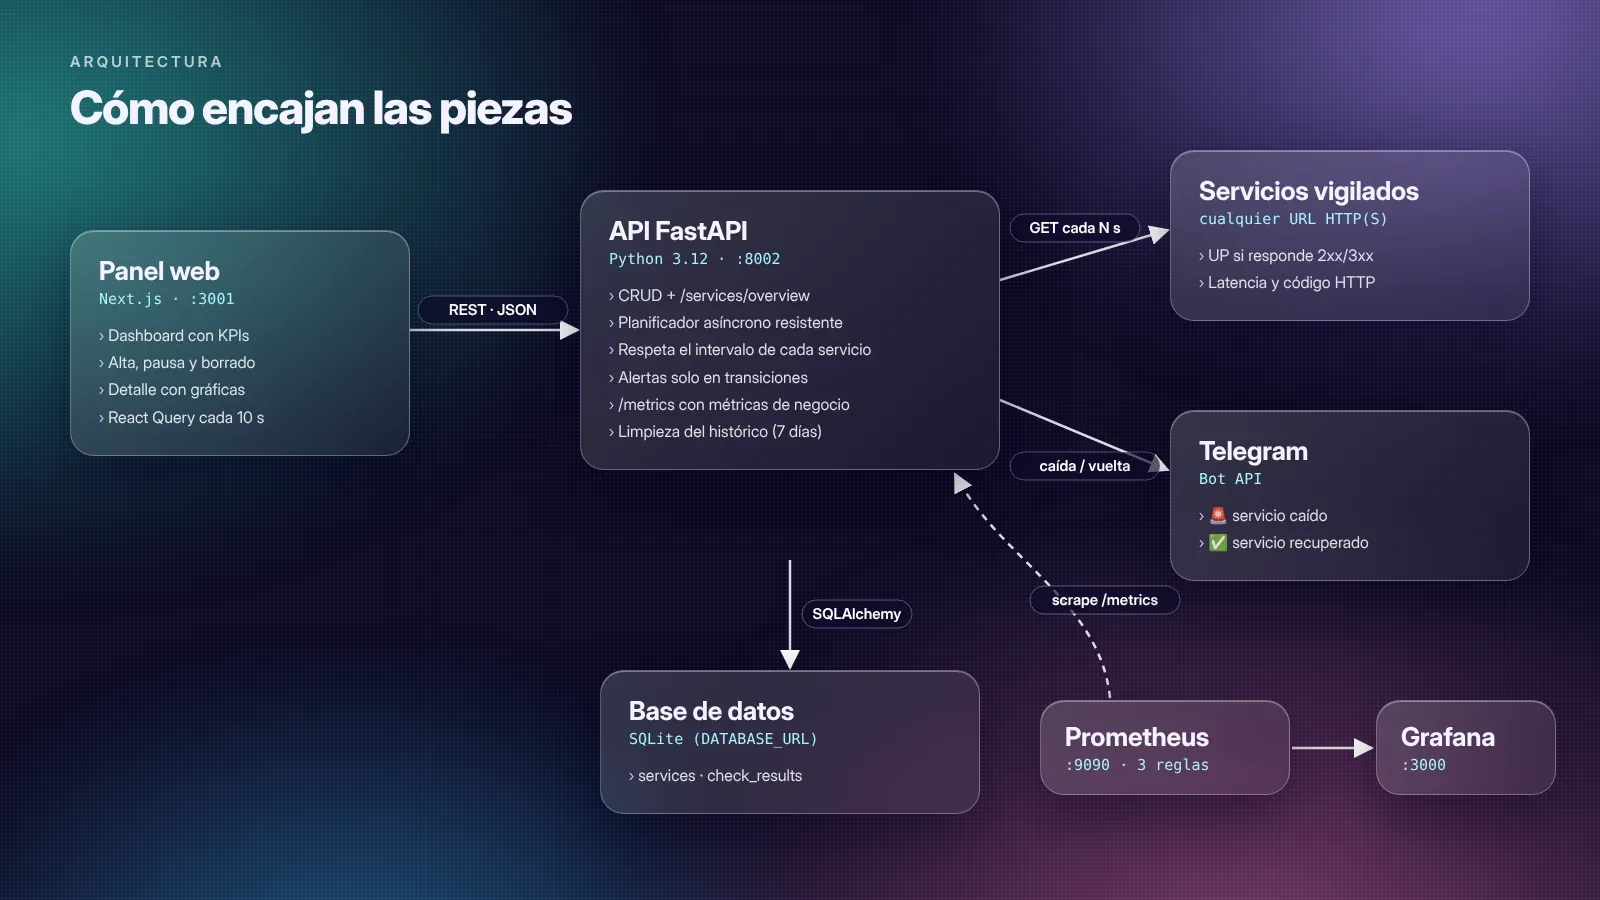 ARQUITECTURA
Cómo encajan las piezas
Panel web
Next.js · :3001
› Dashboard con KPIs
› Alta, pausa y borrado
› Detalle con gráficas
› React Query cada 10 s
REST · JSON
API FastAPI
Python 3.12 · :8002
› CRUD + /services/overview
› Planificador asíncrono resistente
› Respeta el intervalo de cada servicio
› Alertas solo en transiciones
› /metrics con métricas de negocio
› Limpieza del histórico (7 días)
GET cada N s
Servicios vigilados
cualquier URL HTTP(S)
› UP si responde 2xx/3xx
› Latencia y código HTTP
caída / vuelta
Telegram
Bot API
› 🚨 servicio caído
› ✅ servicio recuperado
scrape /metrics
SQLAlchemy
Base de datos
SQLite (DATABASE_URL)
› services · check_results
Prometheus
:9090 · 3 reglas
Grafana
:3000